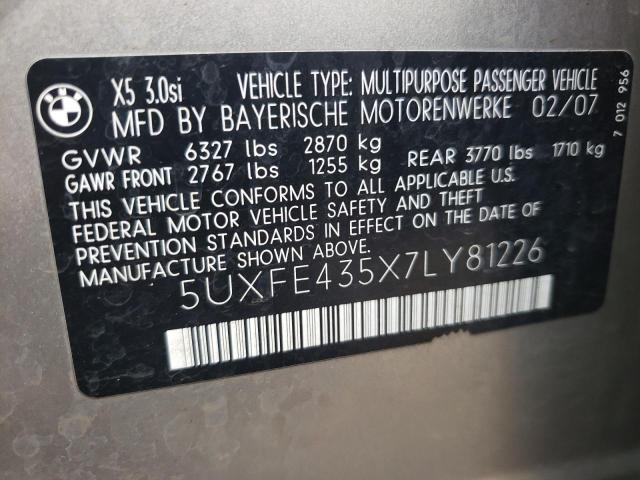 X5 3.0si VEHICLE TYPE: MULTIPURPOSE PASSENGER VEHICLE
MFD BY BAYERISCHE MOTORENWERKE 02/07
GVWR 6327 lbs 2870 kg
GAWR FRONT 2767 lbs 1255 kg REAR 3770 lbs 1710 kg
THIS VEHICLE CONFORMS TO ALL APPLICABLE U.S.
FEDERAL MOTOR VEHICLE SAFETY AND THEFT
PREVENTION STANDARDS IN EFFECT ON THE DATE OF
MANUFACTURE SHOWN ABOVE.
5UXFE435X7LY81226
7 012 956